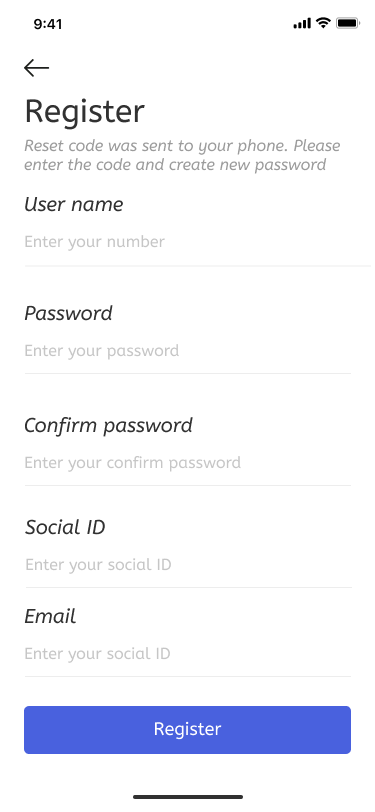 9:41
Register
Reset code was sent to your phone. Please
enter the code and create new password
User name
Enter your number
Password
Enter your password
Confirm password
Enter your confirm password
Social ID
Enter your social ID
Email
Enter your social ID
Register